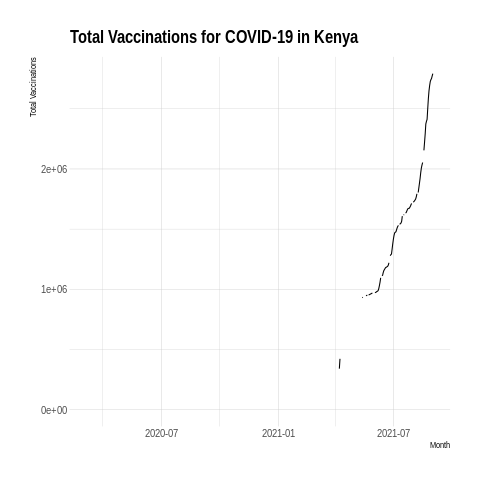 Total Vaccinations for COVID-19 in Kenya
Total Vaccinations
2e+06
1e+06
0e+00
2020-07 2021-01 2021-07
Month